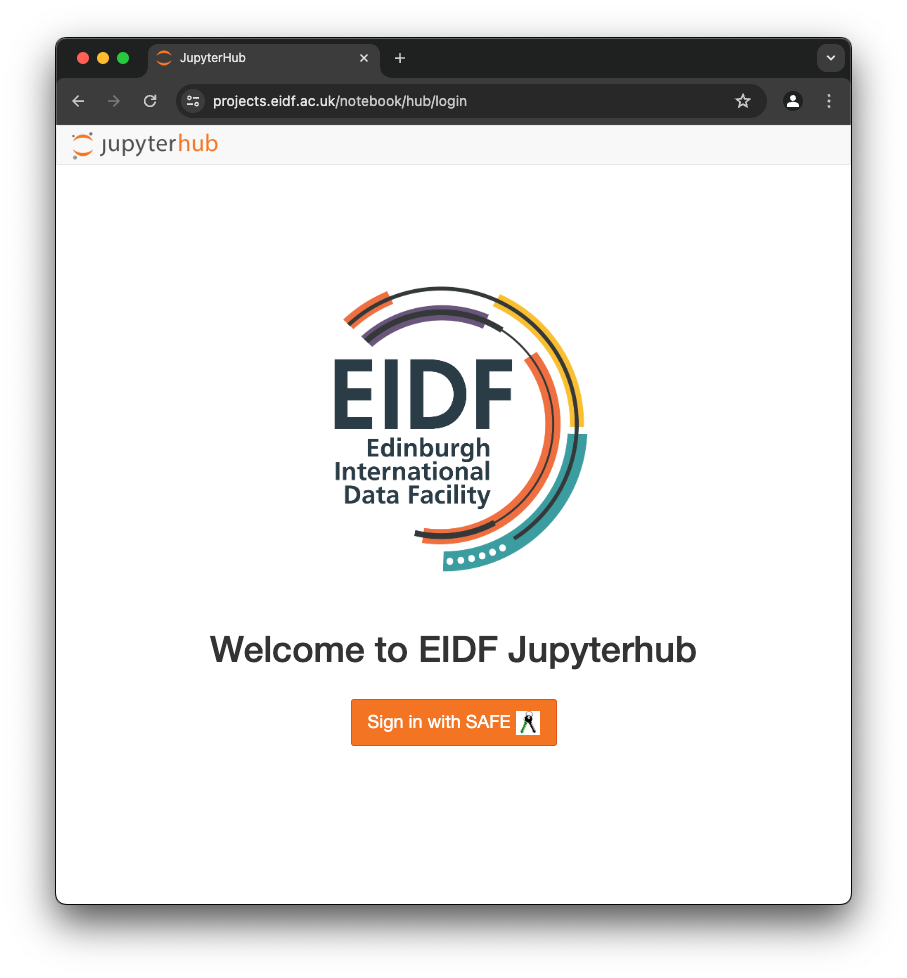 JupyterHub
projects.eidf.ac.uk/notebook/hub/login
jupyterhub
EIDF
Edinburgh
International
Data Facility
Welcome to EIDF Jupyterhub
Sign in with SAFE